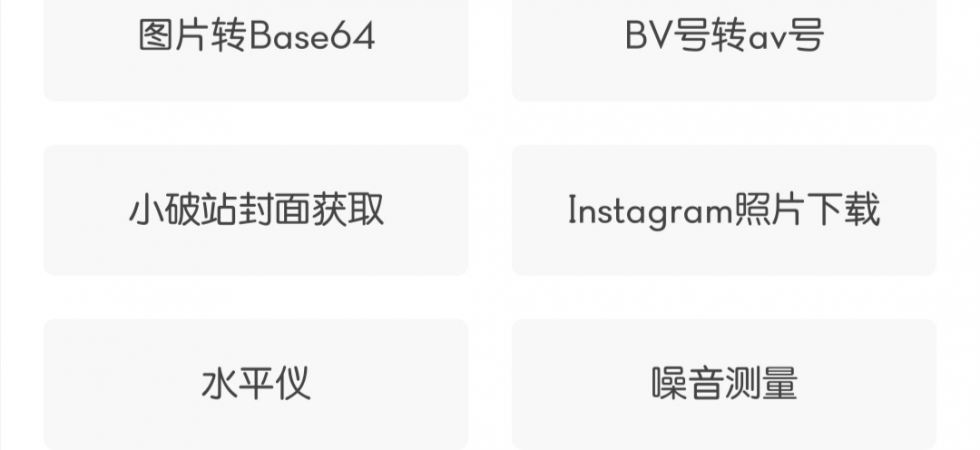 图片转Base64
BV号转av号
小破站封面获取
Instagram照片下载
水平仪
噪音测量